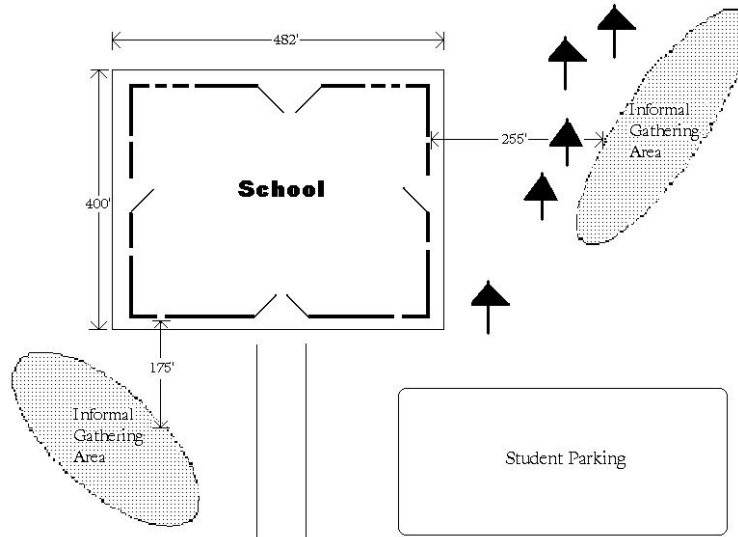 482'
Informal
Gathering
Area
255'
School
400'
175'
Informal
Gathering
Area
Student Parking